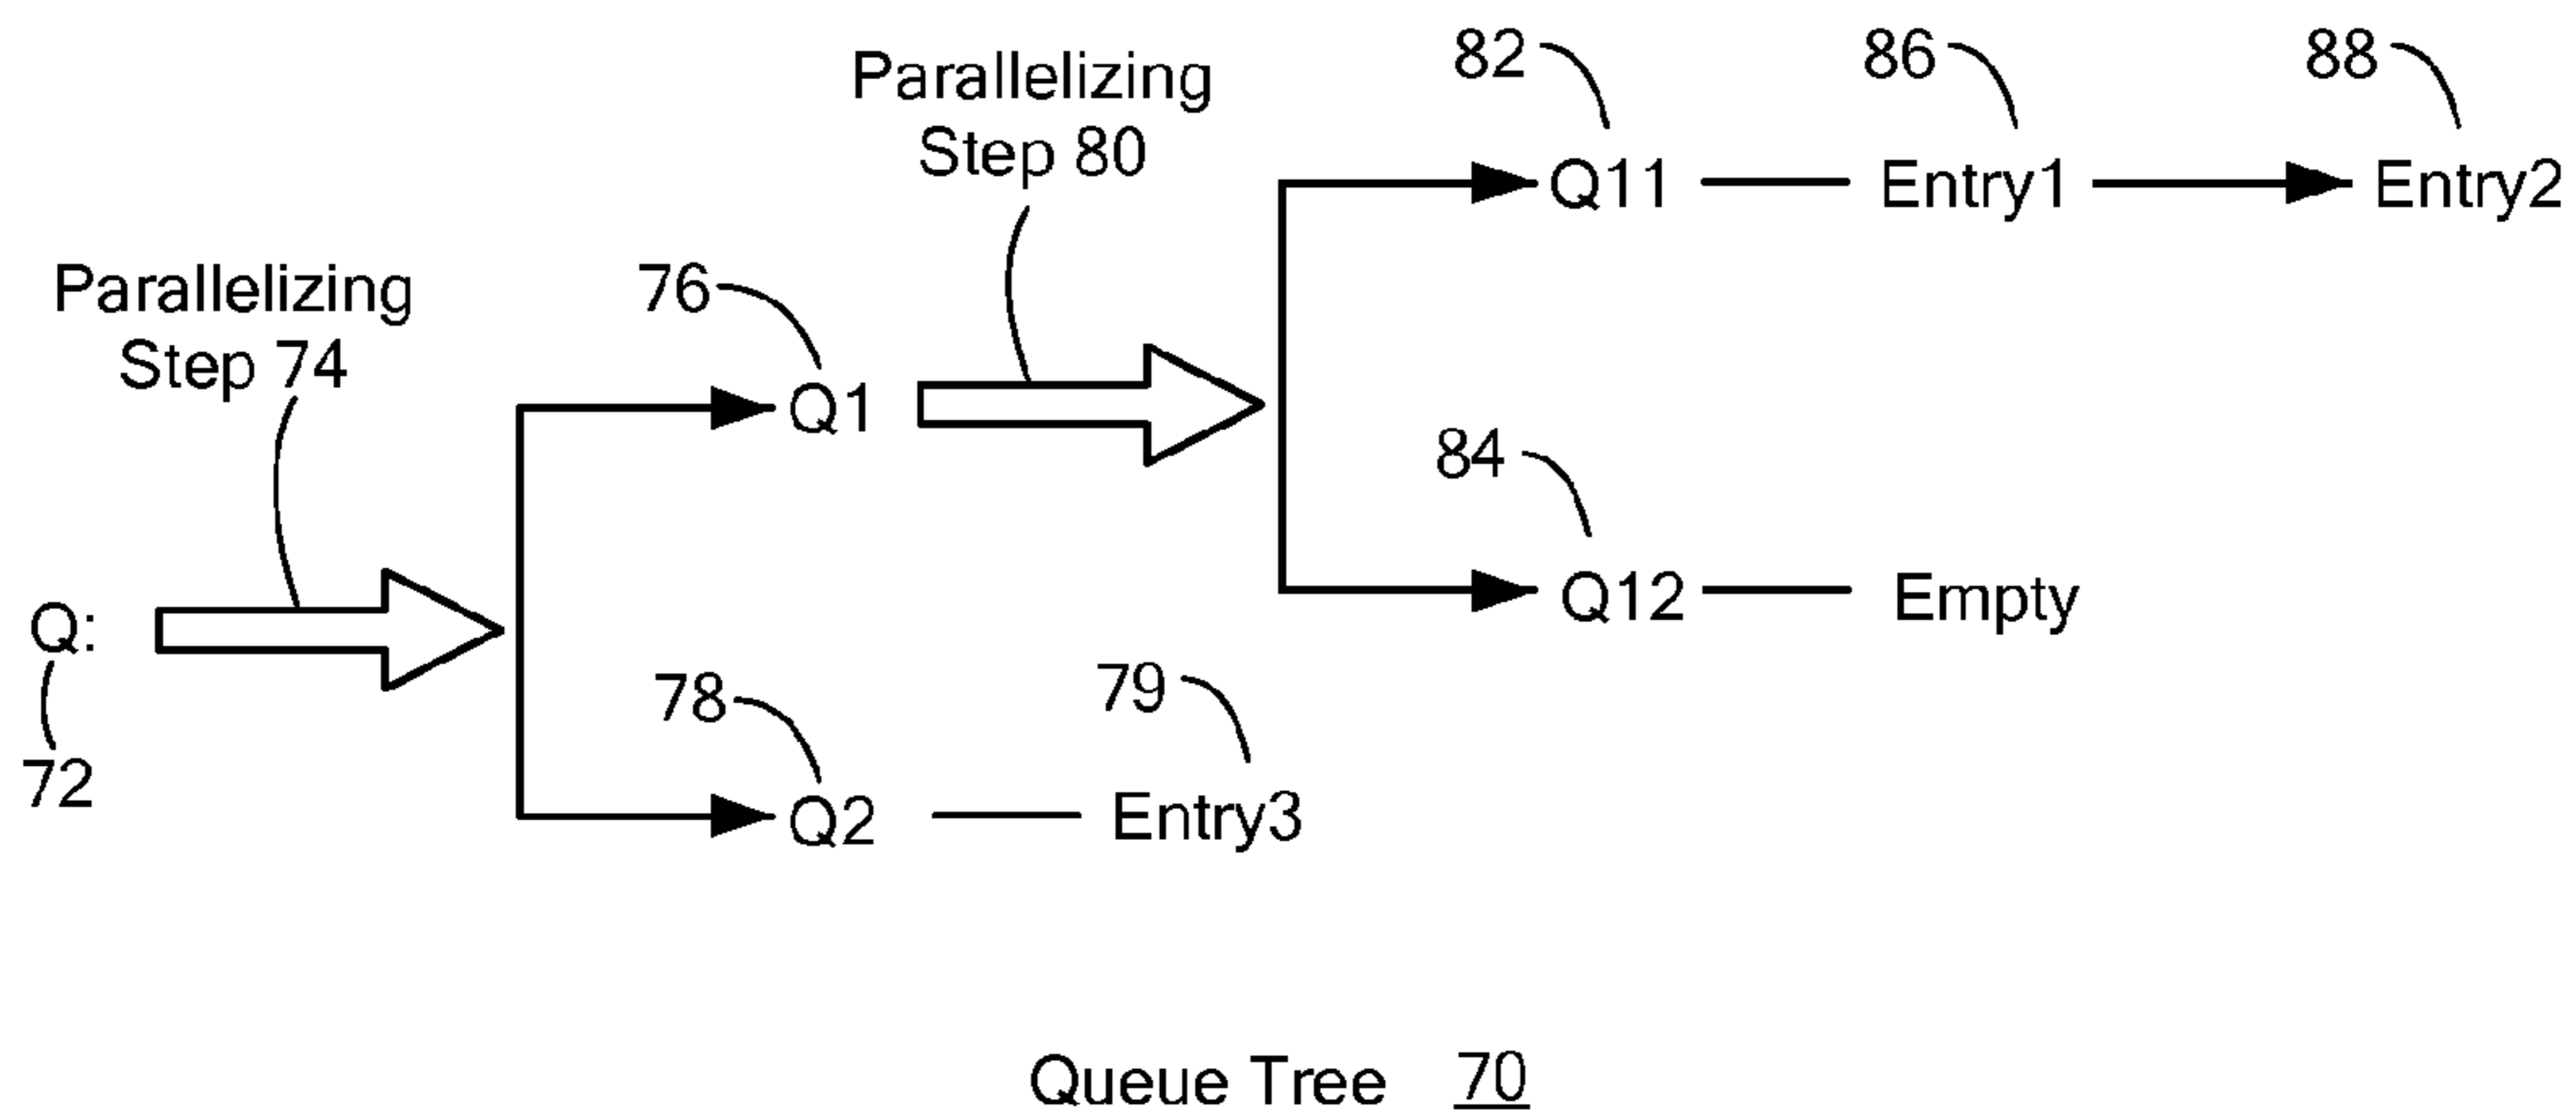 82
86
88
Parallelizing
Step 80
Q11
Entry1
Entry2
Parallelizing
Step 74
76
Q1
84
Q12
Empty
Q:
72
78
79
Q2
Entry3
Queue Tree 70